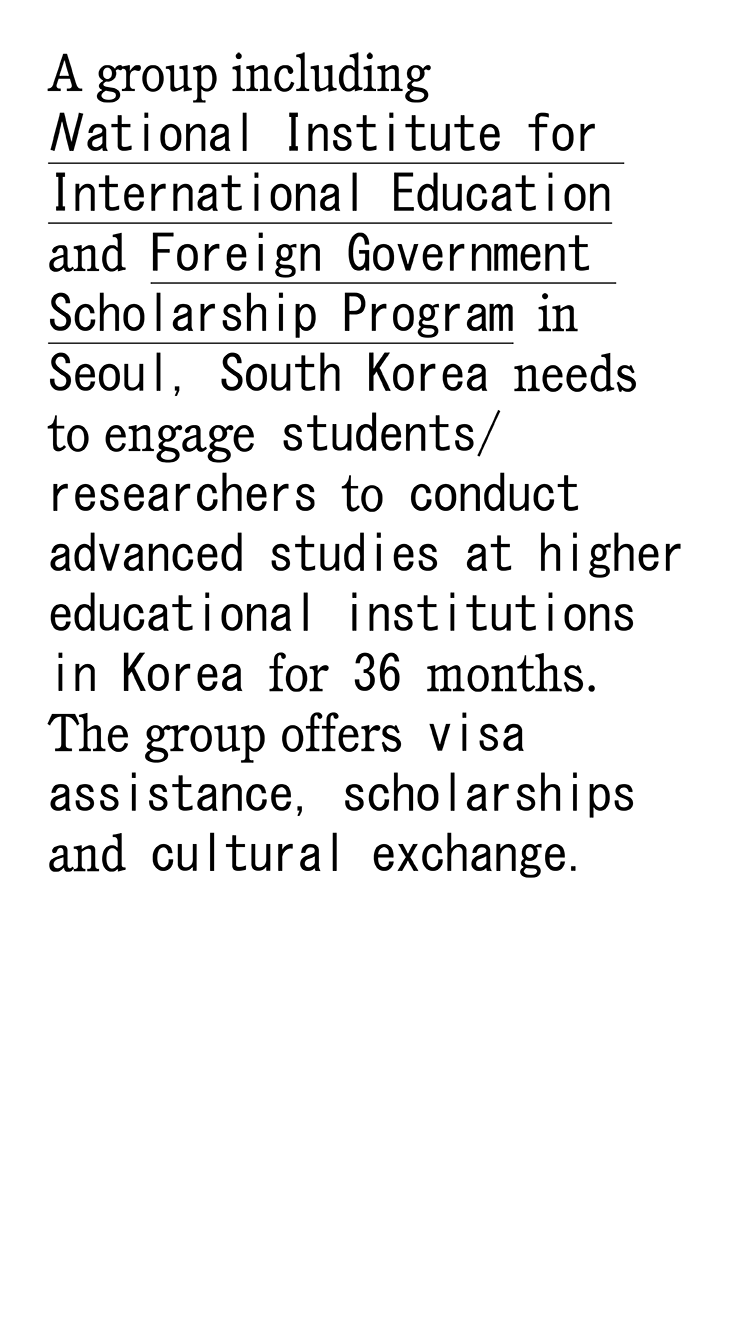 A group including
National Institute for
International Education
and Foreign Government
Scholarship Program in
Seoul, South Korea needs
to engage students/
researchers to conduct
advanced studies at higher
educational institutions
in Korea for 36 months.
The group offers visa
assistance, scholarships
and cultural exchange.